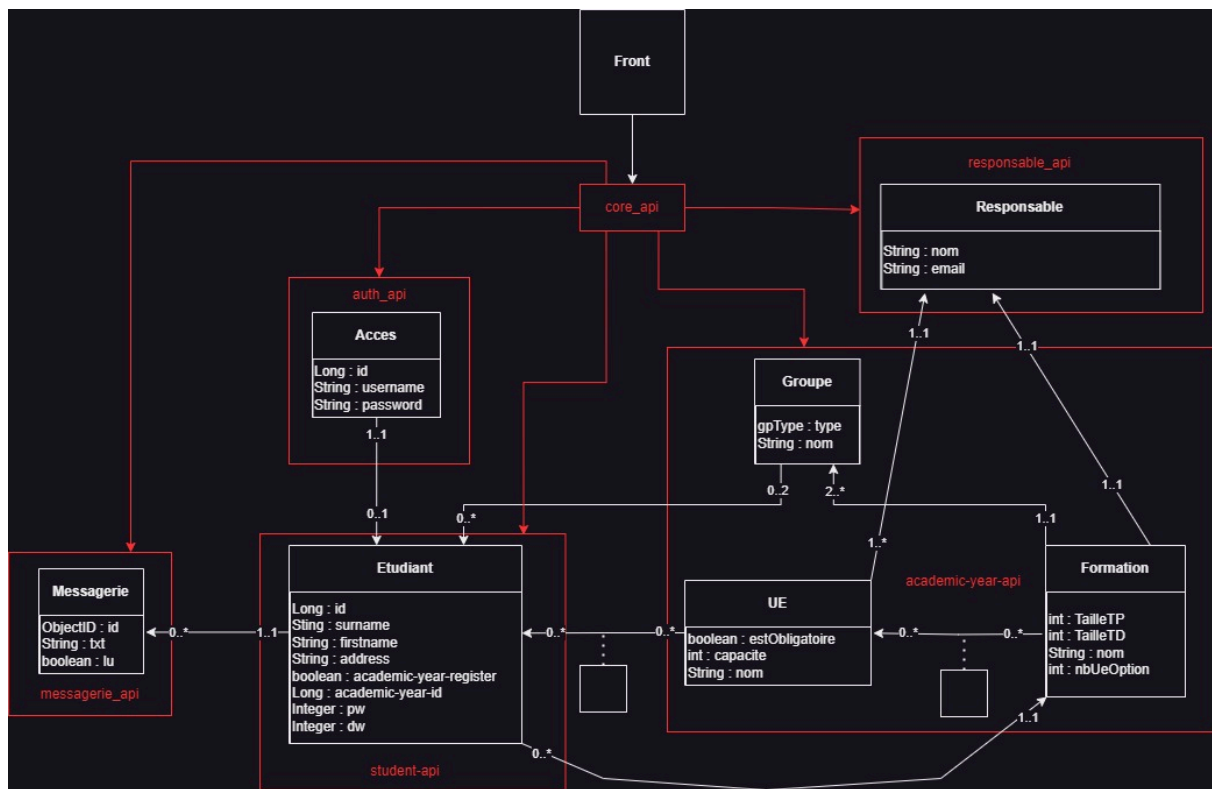 Front
responsable_api
core_api
Responsable
String : nom
String : email
auth_api
Acces
Long : id
String : username
String : password
1..1
1..1
1..1
Groupe
gpType : type
String : nom
1..1
0..2
2..*
0..1
0..*
1..1
1..*
academic-year-api
Etudiant
Long : id
Sting : surname
String : firstname
String : address
boolean : academic-year-register
Long : academic-year-id
Integer : pw
Integer : dw
Formation
int : TailleTP
int : TailleTD
String : nom
int : nbUeOption
Messagerie
ObjectID : id
String : txt
boolean : lu
UE
boolean : estObligatoire
int : capacite
String : nom
0..*
1..1
0..*
0..*
0..*
0..*
messagerie_api
1..1
0..*
student-api